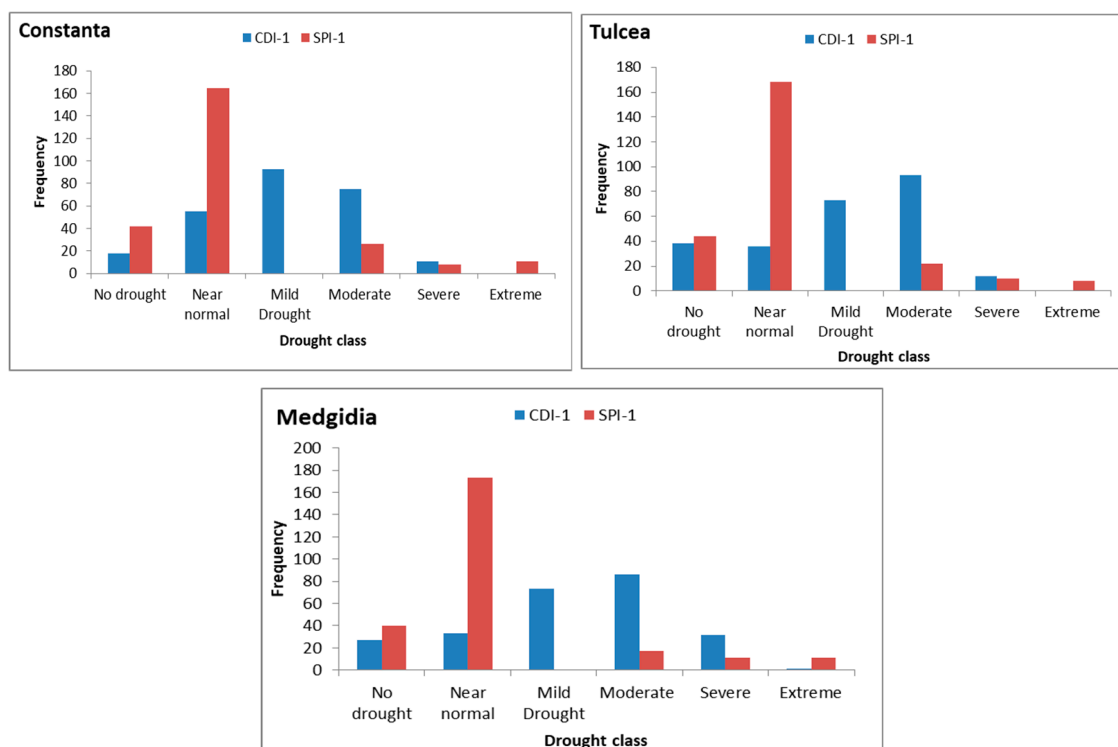 Constanta
CDI-1 SPI-1
180
160
140
120
100
80
60
40
20
0
Frequency
No drought Near normal Mild Drought Moderate Severe Extreme
Drought class
Tulcea
CDI-1 SPI-1
180
160
140
120
100
80
60
40
20
0
Frequency
No drought Near normal Mild Drought Moderate Severe Extreme
Drought class
Medgidia
CDI-1 SPI-1
200
180
160
140
120
100
80
60
40
20
0
Frequency
No drought Near normal Mild Drought Moderate Severe Extreme
Drought class